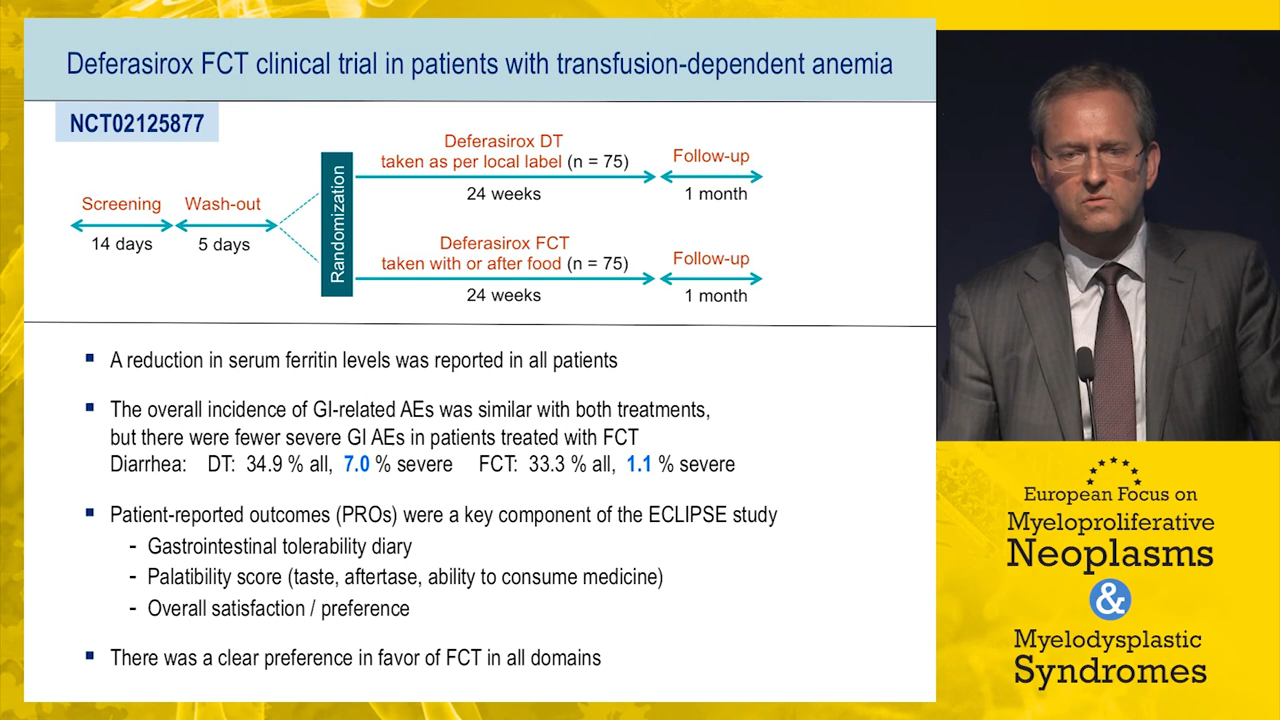 Deferasirox FCT clinical trial in patients with transfusion-dependent anemia
NCT02125877
Screening
14 days
Wash-out
5 days
Randomization
Deferasirox DT
taken as per local label (n = 75)
24 weeks
Follow-up
1 month
Deferasirox FCT
taken with or after food (n = 75)
24 weeks
Follow-up
1 month
▪ A reduction in serum ferritin levels was reported in all patients
▪ The overall incidence of GI-related AEs was similar with both treatments,
but there were fewer severe GI AEs in patients treated with FCT
Diarrhea: DT: 34.9 % all, 7.0 % severe FCT: 33.3 % all, 1.1 % severe
▪ Patient-reported outcomes (PROs) were a key component of the ECLIPSE study
- Gastrointestinal tolerability diary
- Palatibility score (taste, aftertase, ability to consume medicine)
- Overall satisfaction / preference
▪ There was a clear preference in favor of FCT in all domains
European Focus on
Myeloproliferative
Neoplasms
&
Myelodysplastic
Syndromes